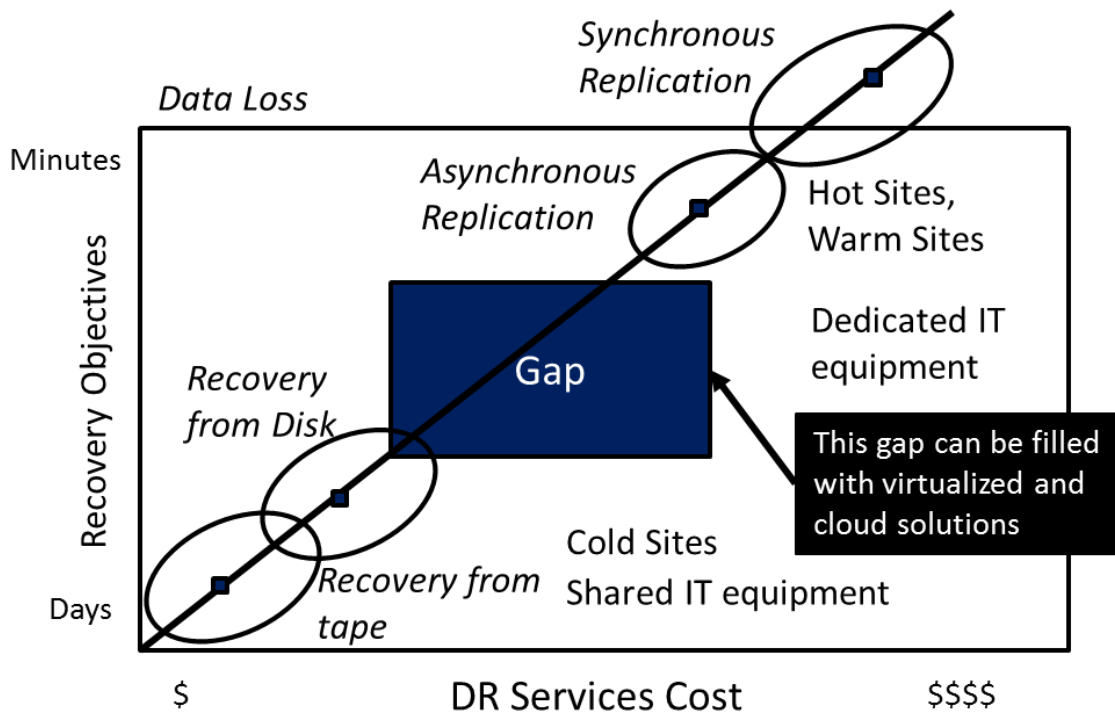 Synchronous
Replication
Data Loss
Minutes
Asynchronous
Replication
Hot Sites,
Warm Sites
Recovery Objectives
Dedicated IT
equipment
Gap
Recovery
from Disk
This gap can be filled
with virtualized and
cloud solutions
Cold Sites
Shared IT equipment
Recovery from
tape
Days
$
DR Services Cost
$$$$